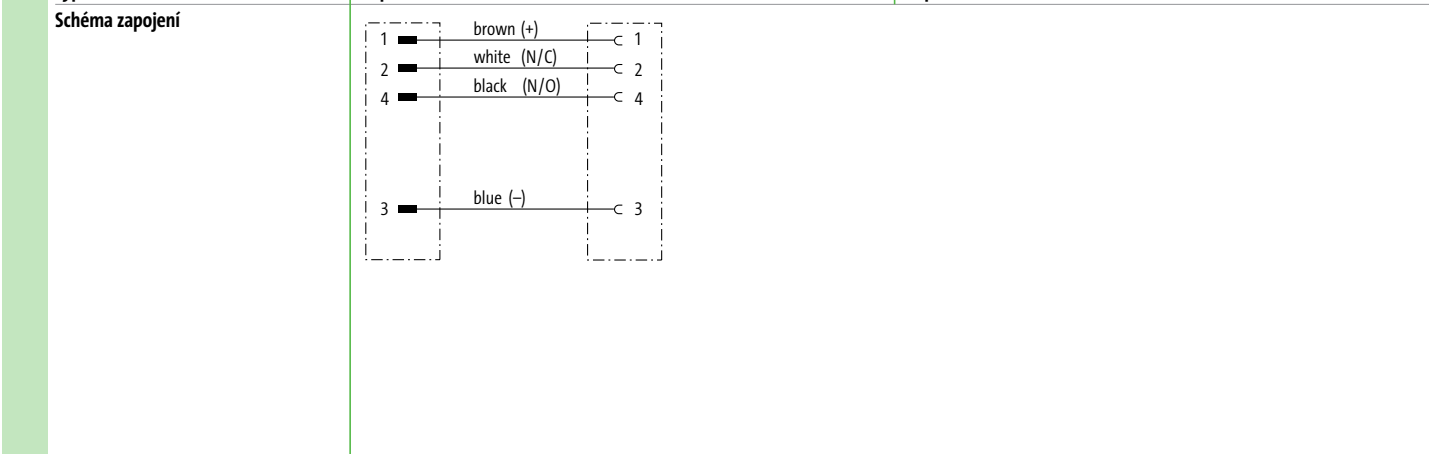 Schéma zapojení
1 brown (+) 1
2 white (N/C) 2
4 black (N/O) 4
3 blue (–) 3